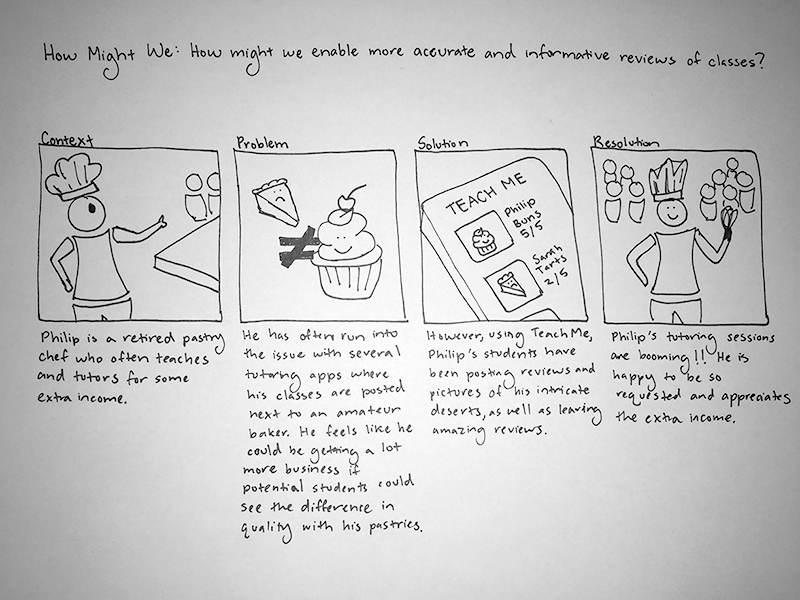 How Might We: How might we enable more accurate and informative reviews of classes?
Context
Problem
Solution
Resolution
TEACH ME
Philip
Buns
5/5
Sarah
Tarts
2/5
Philip is a retired pastry
chef who often teaches
and tutors for some
extra income.
He has often run into
the issue with several
tutoring apps where
his classes are posted
next to an amateur
baker. He feels like he
could be getting a lot
more business if
potential students could
see the difference in
quality with his pastries.
However, using TeachMe,
Philip's students have
been posting reviews and
pictures of his intricate
deserts, as well as leaving
amazing reviews.
Philip's tutoring sessions
are booming!! He is
happy to be so
requested and appreciates
the extra income.